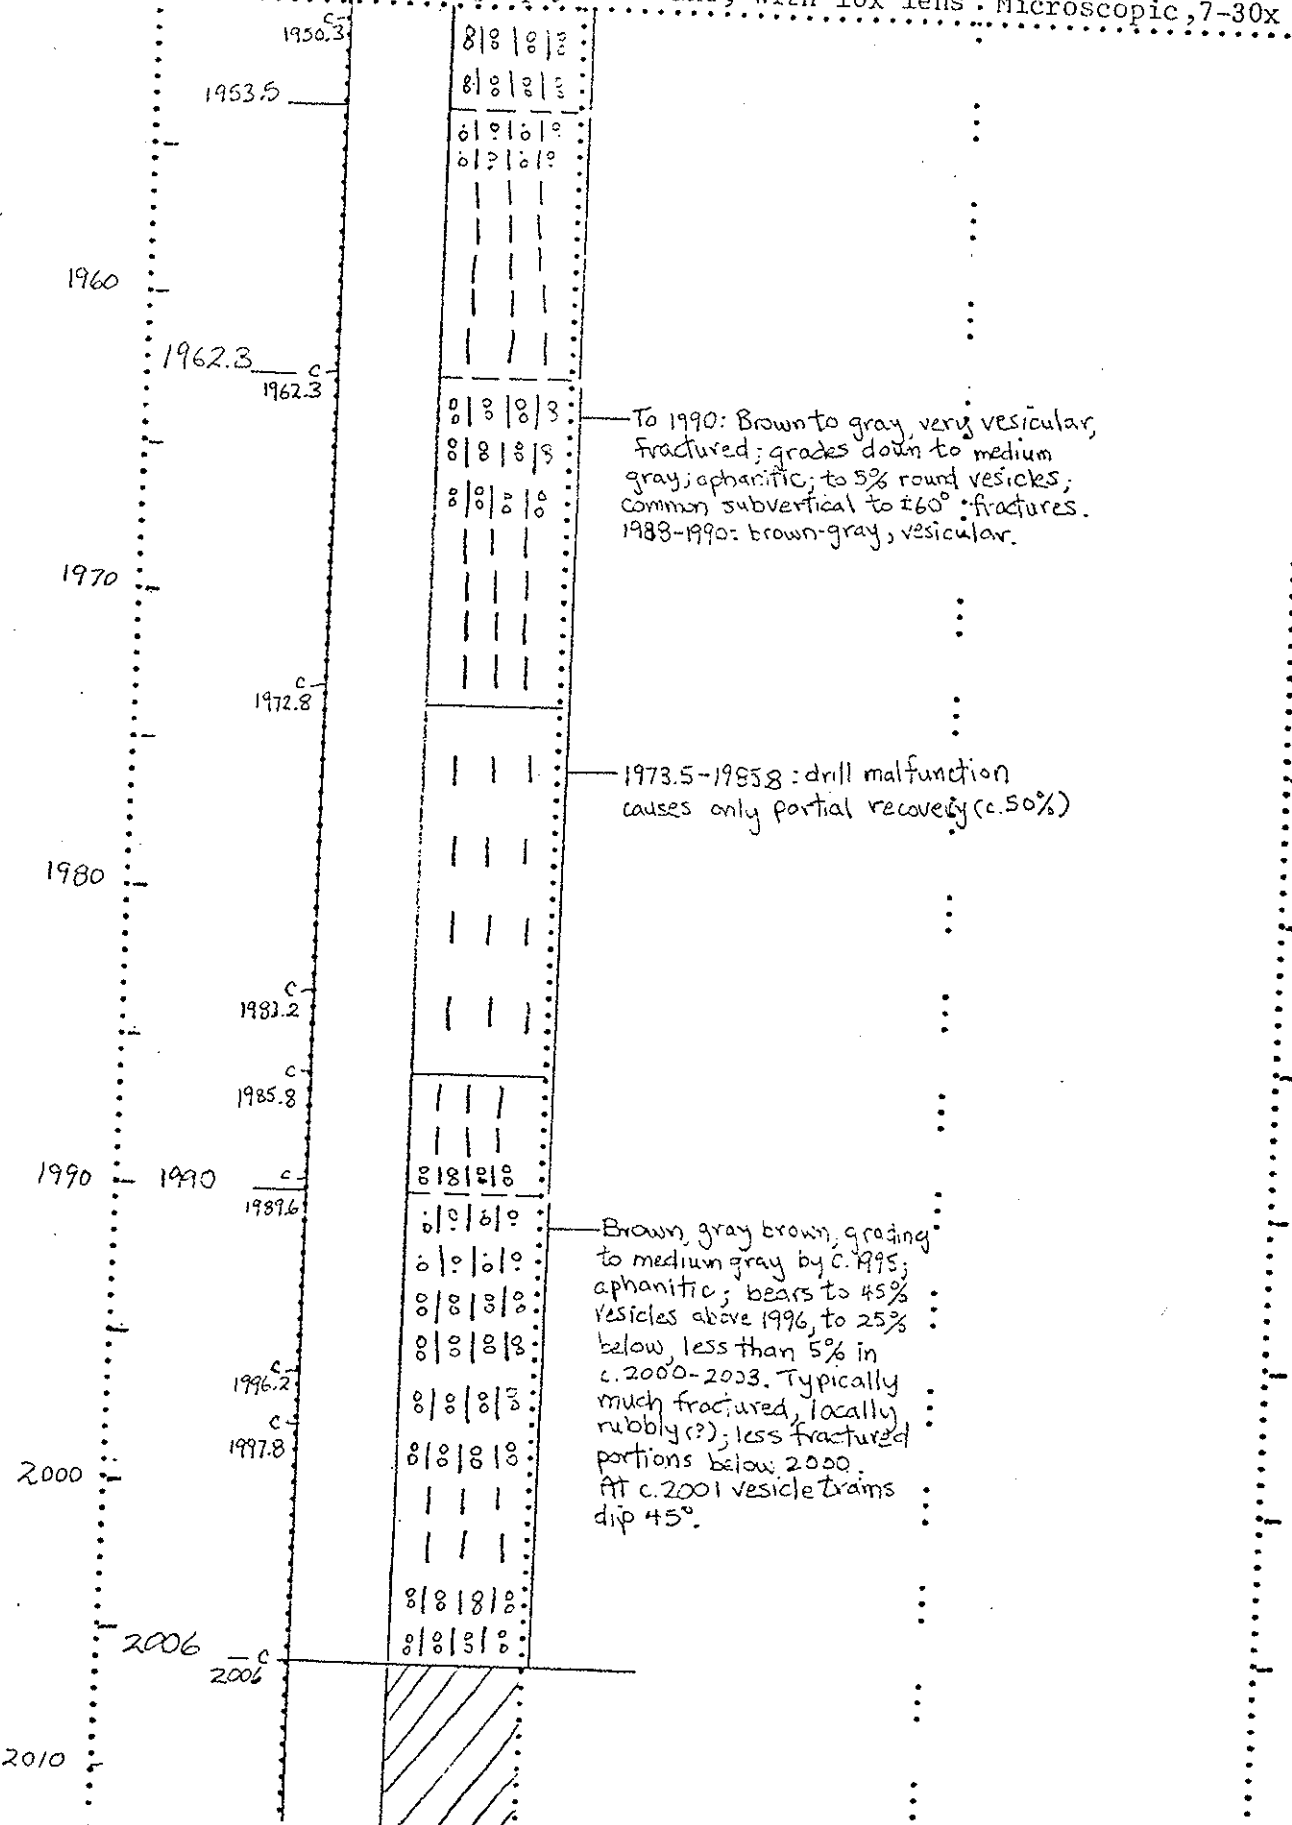 with 10x lens. Microscopic, 7-30x
C
1950.3
1953.5
1960
1962.3
C
1962.3
To 1990: Brown to gray, very vesicular,
fractured; grades down to medium
gray; aphanitic; to 5% round vesicles;
common subvertical to ±60° fractures.
1988-1990: brown-gray, vesicular.
1970
C
1972.8
1973.5-1985.8: drill malfunction
causes only partial recovery (c.50%)
1980
C
1983.2
C
1985.8
1990
1990
C
1989.6
Brown, gray brown, grading
to medium gray by c.1995;
aphanitic; bears to 45%
vesicles above 1996, to 25%
below, less than 5% in
c. 2000-2003. Typically
much fractured, locally
rubbly (?); less fractured
portions below 2000.
At c.2001 vesicle trains
dip 45°.
C
1996.2
C
1997.8
2000
2006
C
2006
2010